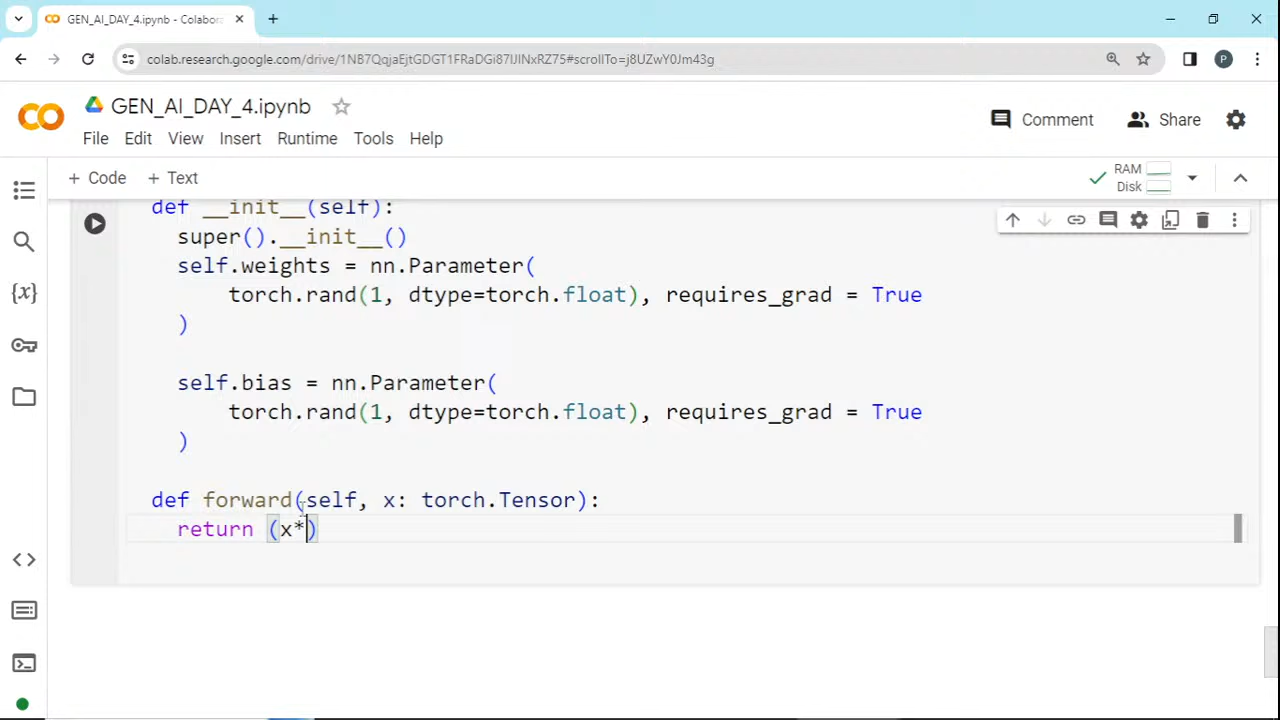 GEN_AI_DAY_4.ipynb - Colabora
colab.research.google.com/drive/1NB7QqjaEjtGDGT1FRaDGi87lJlNxRZ75#scrollTo=j8UZwY0Jm43g
P
GEN_AI_DAY_4.ipynb
Comment
Share
File Edit View Insert Runtime Tools Help
+ Code + Text
RAM
Disk
def __init__(self):
super().__init__()
self.weights = nn.Parameter(
torch.rand(1, dtype=torch.float), requires_grad = True
)
self.bias = nn.Parameter(
torch.rand(1, dtype=torch.float), requires_grad = True
)
def forward(self, x: torch.Tensor):
return (x*)